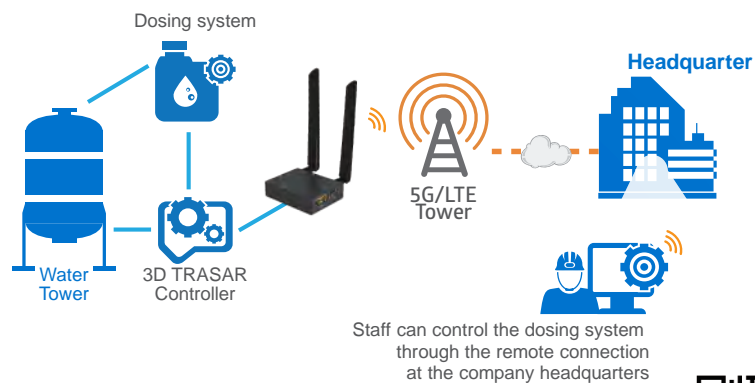 Dosing system
Headquarter
5G/LTE
Tower
Water
Tower
3D TRASAR
Controller
Staff can control the dosing system
through the remote connection
at the company headquarters